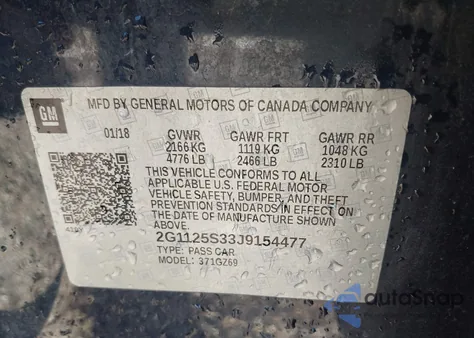 GM
MFD BY GENERAL MOTORS OF CANADA COMPANY
01/18 GVWR GAWR FRT GAWR RR
2166 KG 1119 KG 1048 KG
4776 LB 2466 LB 2310 LB
THIS VEHICLE CONFORMS TO ALL
APPLICABLE U.S. FEDERAL MOTOR
VEHICLE SAFETY, BUMPER, AND THEFT
PREVENTION STANDARDS IN EFFECT ON
THE DATE OF MANUFACTURE SHOWN
ABOVE.
2G1125S33J9154477
TYPE: PASS CAR
MODEL: 371GZ69
autoSnap